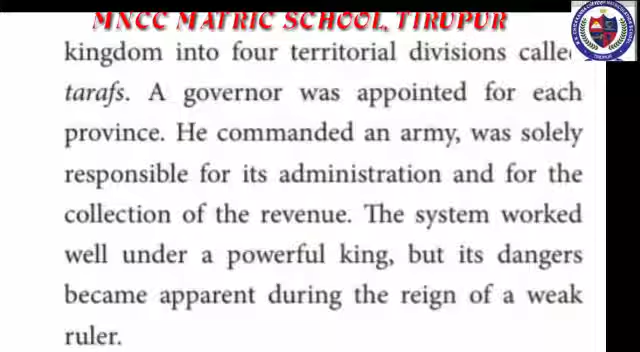 MNCC MATRIC SCHOOL, TIRUPUR
kingdom into four territorial divisions calle
tarafs. A governor was appointed for each
province. He commanded an army, was solely
responsible for its administration and for the
collection of the revenue. The system worked
well under a powerful king, but its dangers
became apparent during the reign of a weak
ruler.
TIRUPUR